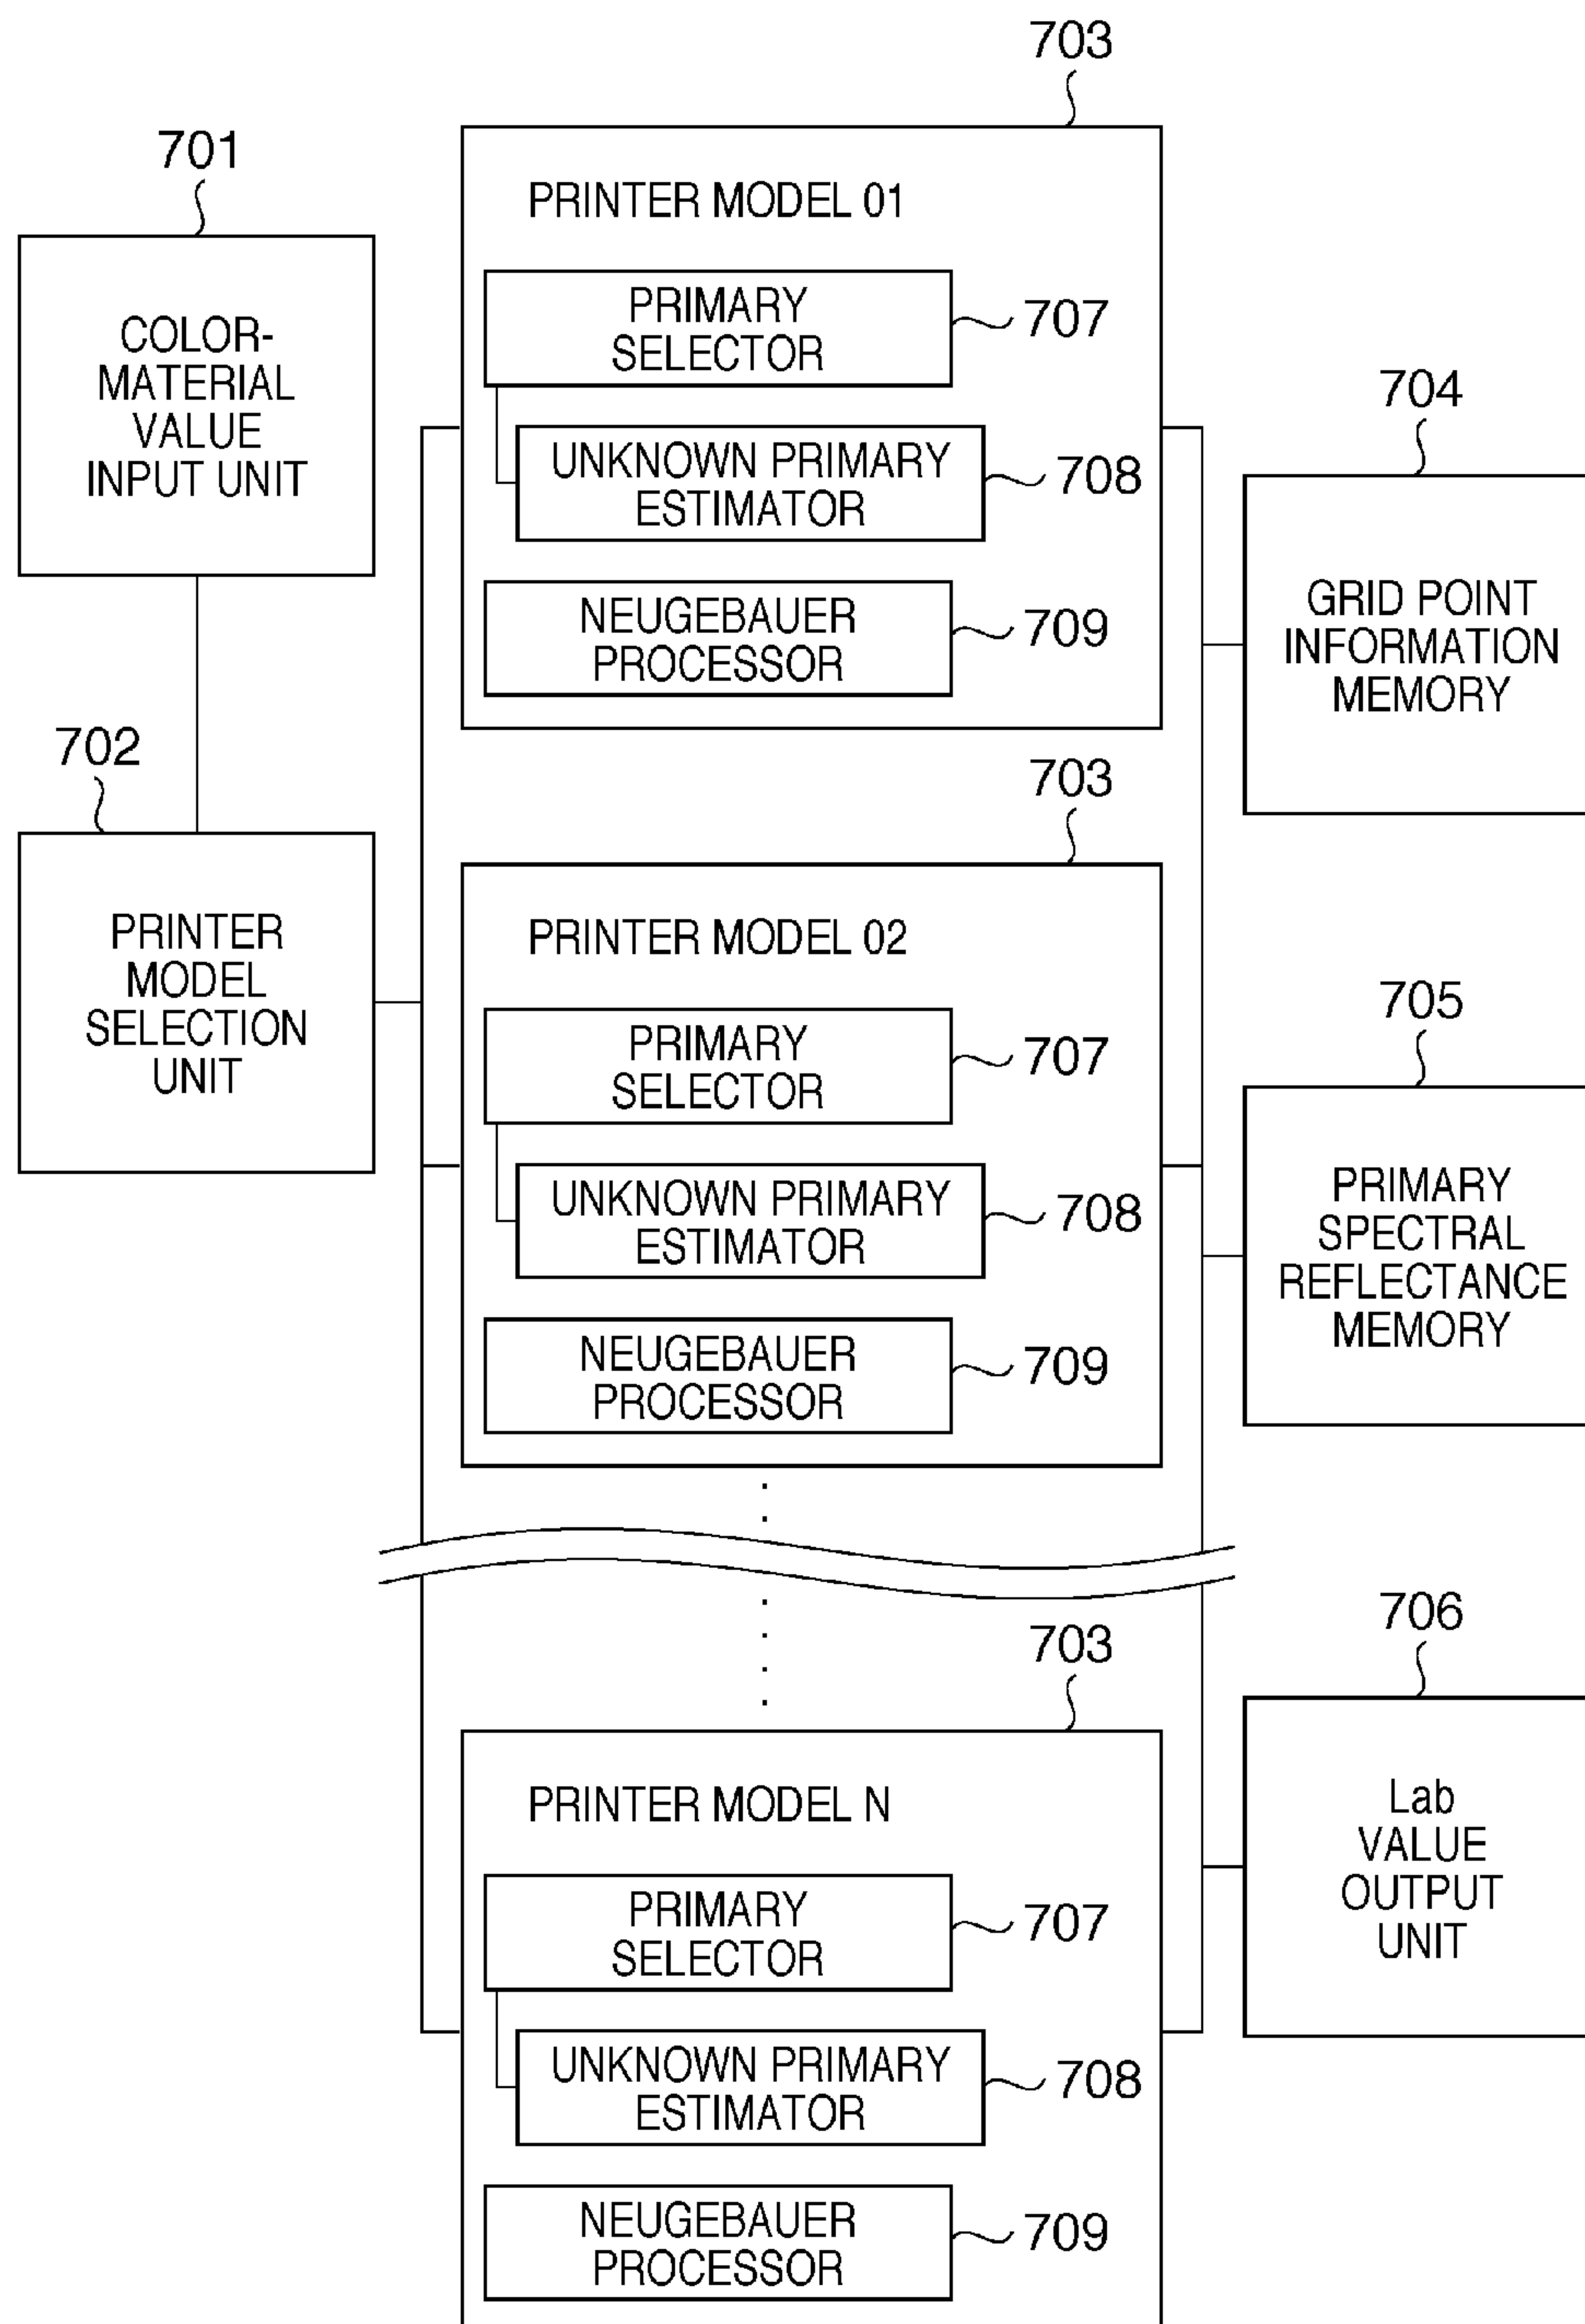 701
COLOR-
MATERIAL
VALUE
INPUT UNIT
702
PRINTER
MODEL
SELECTION
UNIT
703
PRINTER MODEL 01
PRIMARY
SELECTOR
707
UNKNOWN PRIMARY
ESTIMATOR
708
NEUGEBAUER
PROCESSOR
709
703
PRINTER MODEL 02
PRIMARY
SELECTOR
707
UNKNOWN PRIMARY
ESTIMATOR
708
NEUGEBAUER
PROCESSOR
709
703
PRINTER MODEL N
PRIMARY
SELECTOR
707
UNKNOWN PRIMARY
ESTIMATOR
708
NEUGEBAUER
PROCESSOR
709
704
GRID POINT
INFORMATION
MEMORY
705
PRIMARY
SPECTRAL
REFLECTANCE
MEMORY
706
Lab
VALUE
OUTPUT
UNIT